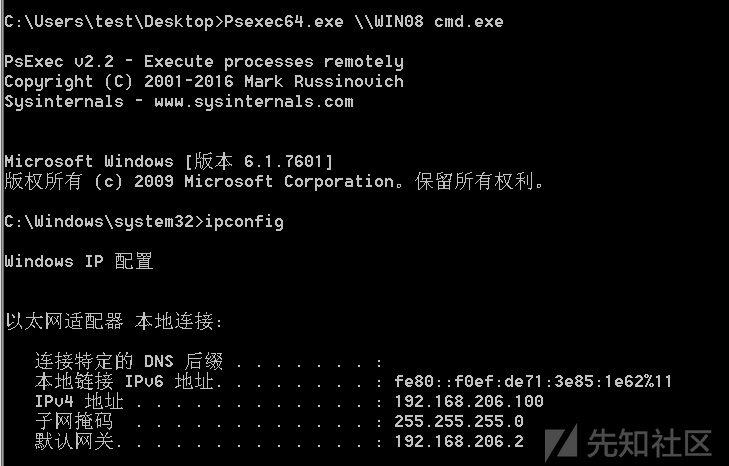 C:\Users\test\Desktop>Psexec64.exe \\WIN08 cmd.exe
PsExec v2.2 - Execute processes remotely
Copyright (C) 2001-2016 Mark Russinovich
Sysinternals - www.sysinternals.com
Microsoft Windows [版本 6.1.7601]
版权所有 (c) 2009 Microsoft Corporation。保留所有权利。
C:\Windows\system32>ipconfig
Windows IP 配置
以太网适配器 本地连接:
连接特定的 DNS 后缀 . . . . . . . :
本地链接 IPv6 地址. . . . . . . . : fe80::f0ef:de71:3e85:1e62%11
IPv4 地址 . . . . . . . . . . . . : 192.168.206.100
子网掩码 . . . . . . . . . . . . : 255.255.255.0
默认网关. . . . . . . . . . . . . : 192.168.206.2
先知社区